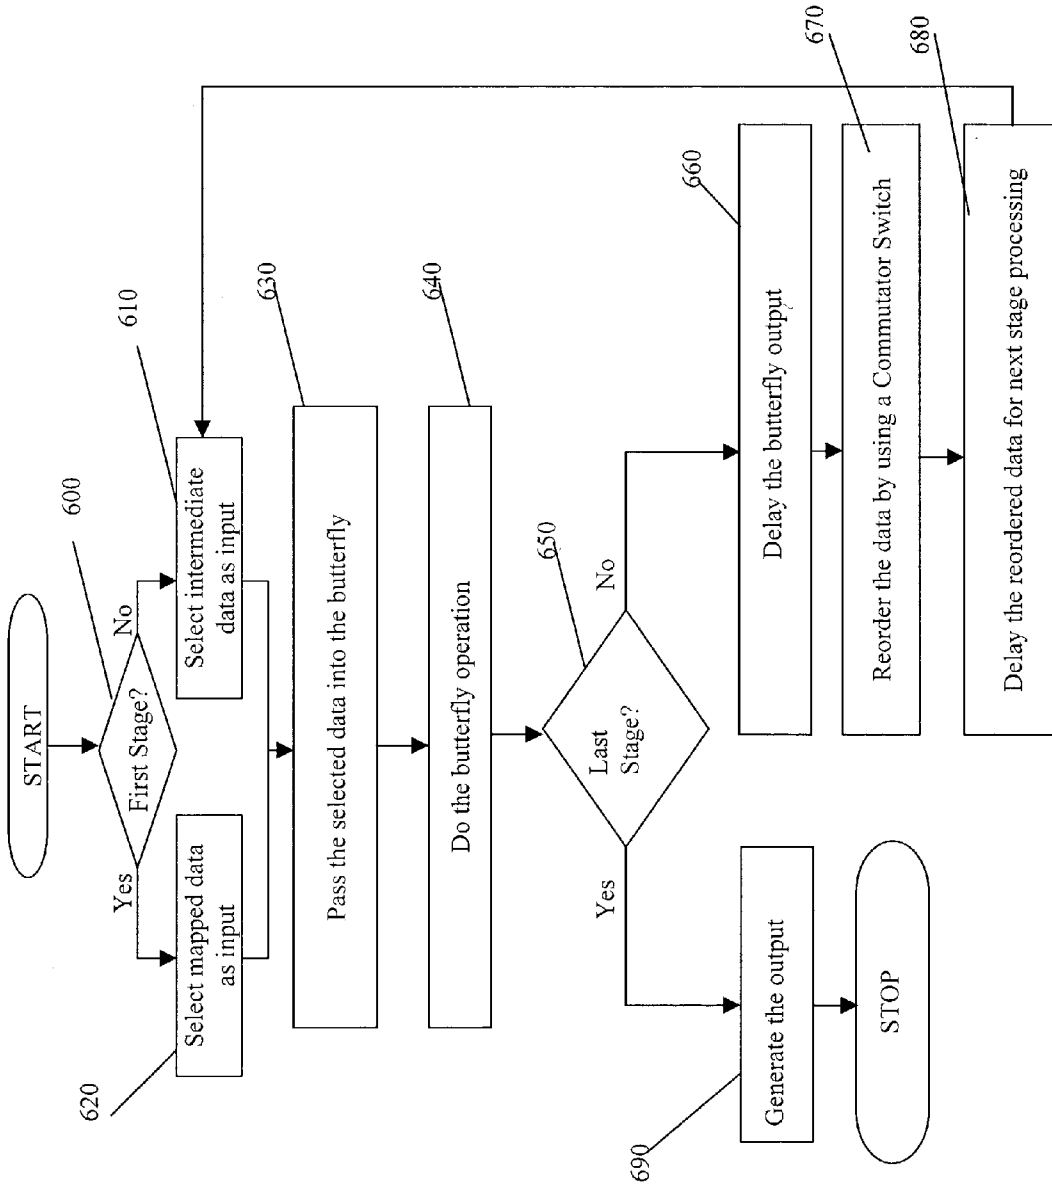 START
600
First Stage?
Yes
No
610
620
Select mapped data
as input
Select intermediate
data as input
630
Pass the selected data into the butterfly
640
Do the butterfly operation
650
Last
Stage?
Yes
No
660
690
Generate the output
Delay the butterfly output
670
STOP
Reorder the data by using a Commutator Switch
680
Delay the reordered data for next stage processing